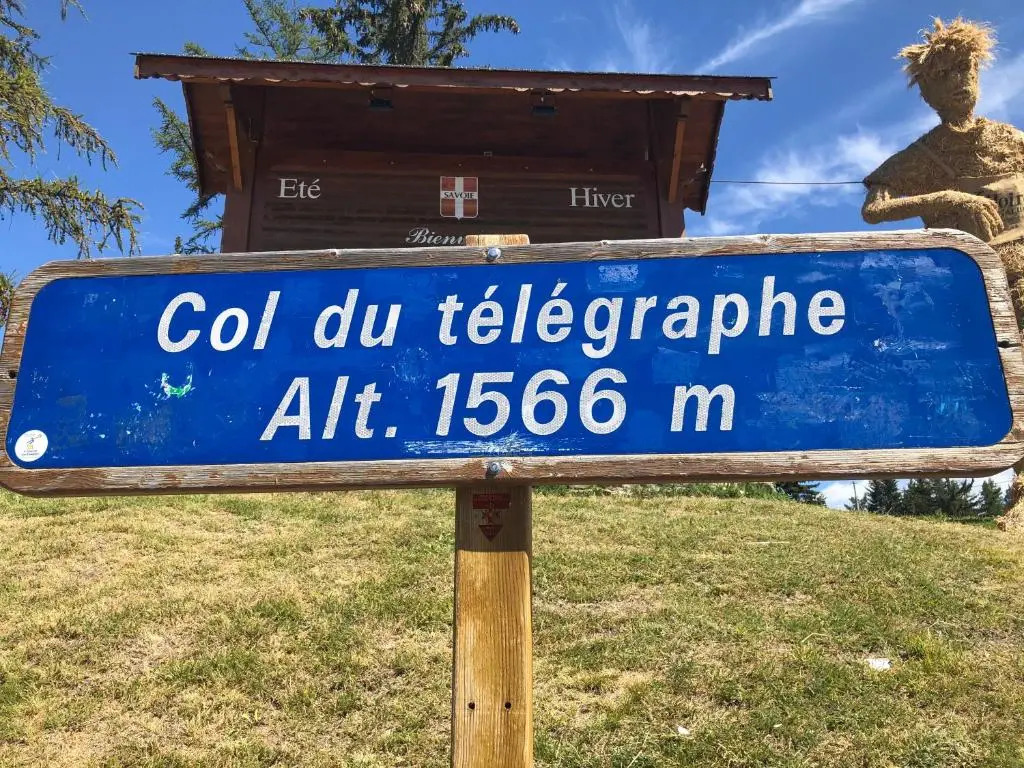 Eté
SAVOIE
Hiver
Col du télégraphe
Alt. 1566 m